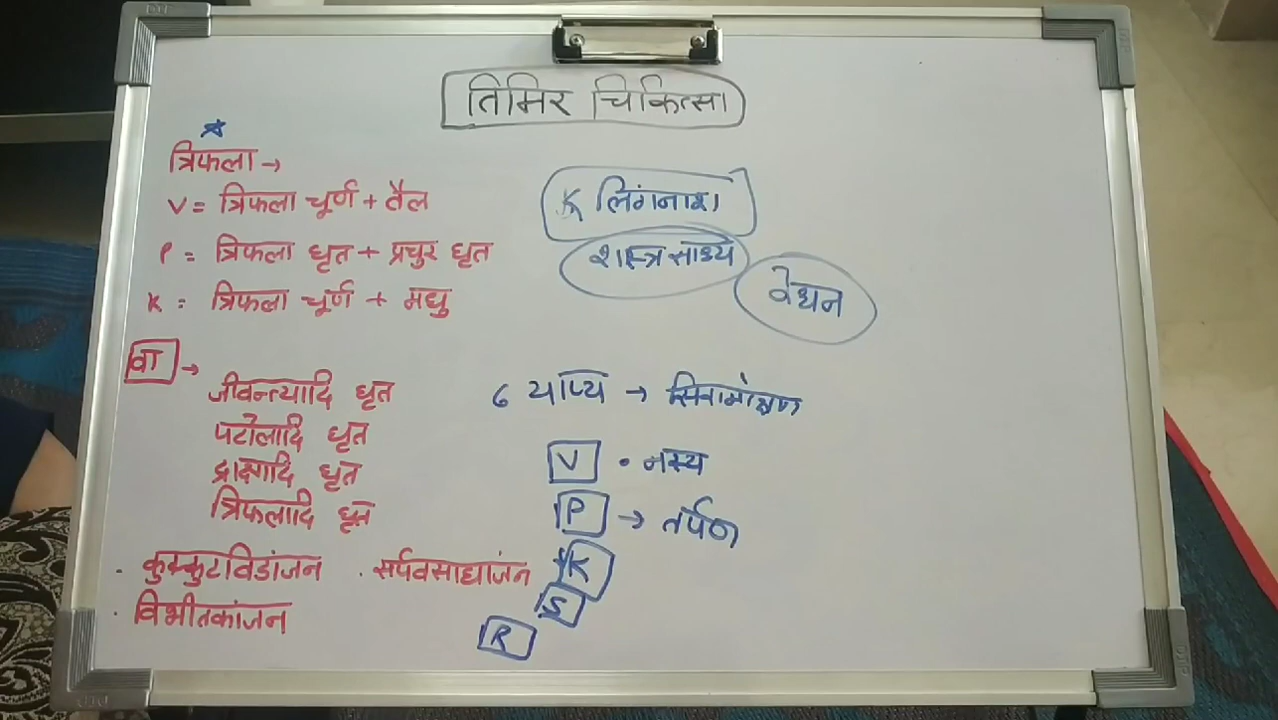 तिमिर चिकित्सा
त्रिफला →
V = त्रिफला चूर्ण + तैल
P = त्रिफला घृत + प्रचुर घृत
K = त्रिफला चूर्ण + मधु
वा →
जीवन्त्यादि घृत
पटोलादि घृत
द्राक्षादि घृत
त्रिफलादि घृत
· कुक्कुटविडांजन · सर्पवसाद्यांजन
· विभीतकांजन
K लिंगनाश
शस्त्र साध्य
वेधन
6 याप्य → सिरामोक्षण
V · नस्य
P → तर्पण
K
S
R